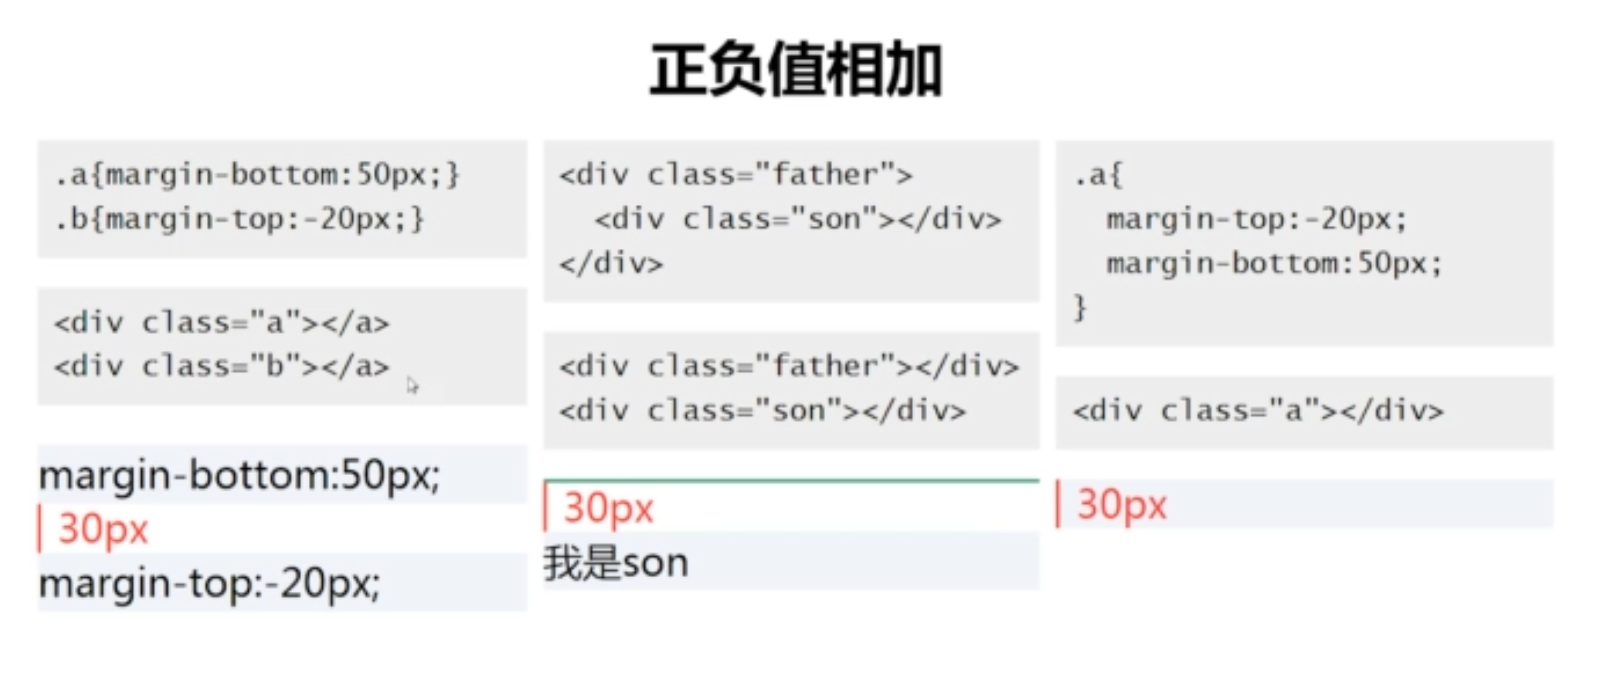 正负值相加
.a{margin-bottom:50px;}
.b{margin-top:-20px;}
<div class="a"></a>
<div class="b"></a>
margin-bottom:50px;
30px
margin-top:-20px;
<div class="father">
  <div class="son"></div>
</div>
<div class="father"></div>
<div class="son"></div>
30px
我是son
.a{
  margin-top:-20px;
  margin-bottom:50px;
}
<div class="a"></div>
30px